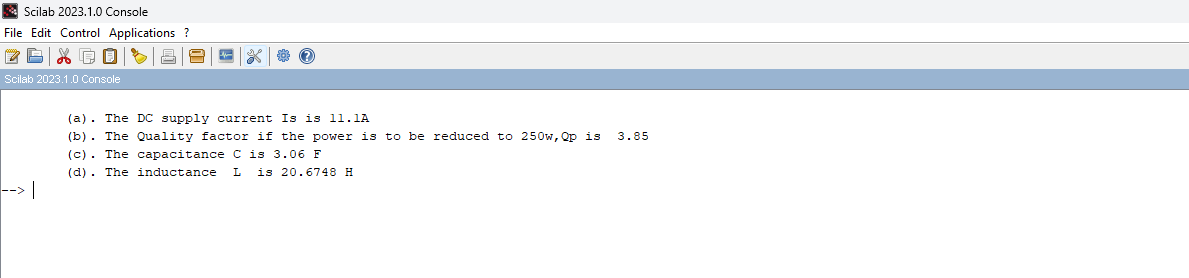 Scilab 2023.1.0 Console
File Edit Control Applications ?
Scilab 2023.1.0 Console
(a). The DC supply current Is is 11.1A
(b). The Quality factor if the power is to be reduced to 250w,Qp is  3.85
(c). The capacitance C is 3.06 F
(d). The inductance  L  is 20.6748 H
-->